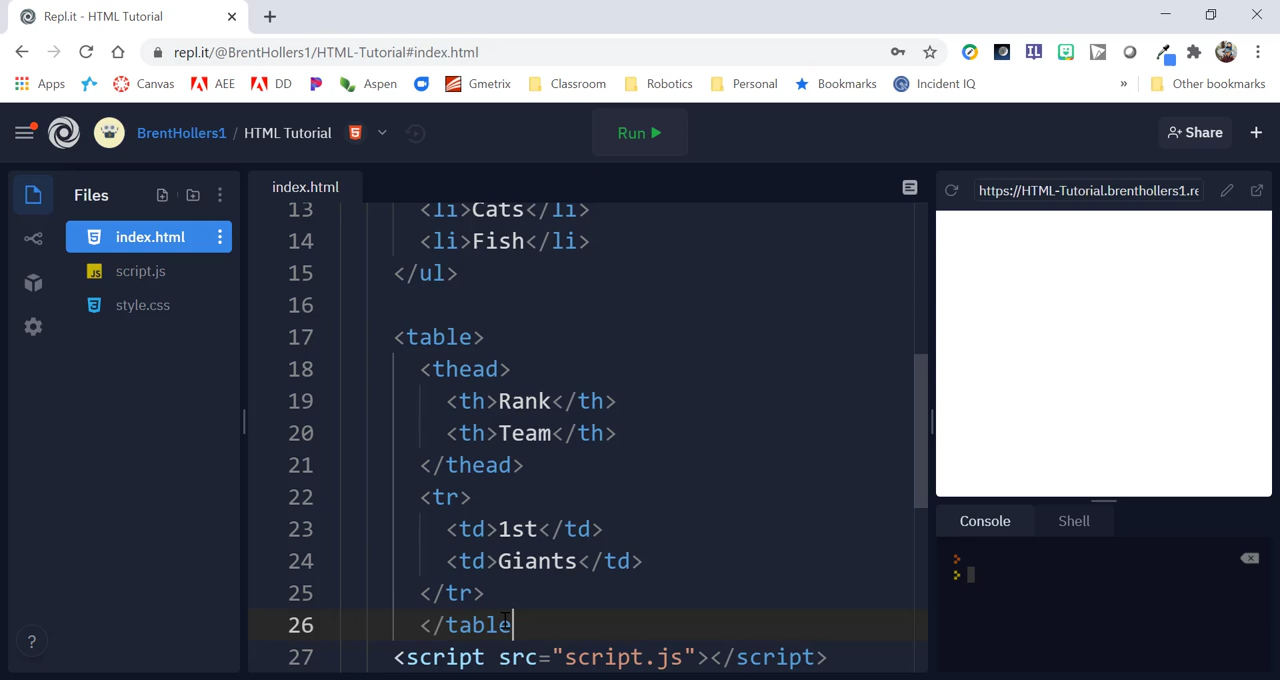 Repl.it - HTML Tutorial
repl.it/@BrentHollers1/HTML-Tutorial#index.html
Apps Canvas AEE DD Aspen Gmetrix Classroom Robotics Personal Bookmarks Incident IQ » Other bookmarks
BrentHollers1 / HTML Tutorial Run Share
Files index.html
https://HTML-Tutorial.brenthollers1.re
index.html
script.js
style.css
13 <li>Cats</li>
14 <li>Fish</li>
15 </ul>
16
17 <table>
18 <thead>
19 <th>Rank</th>
20 <th>Team</th>
21 </thead>
22 <tr>
23 <td>1st</td>
24 <td>Giants</td>
25 </tr>
26 </table
27 <script src="script.js"></script>
Console Shell
?